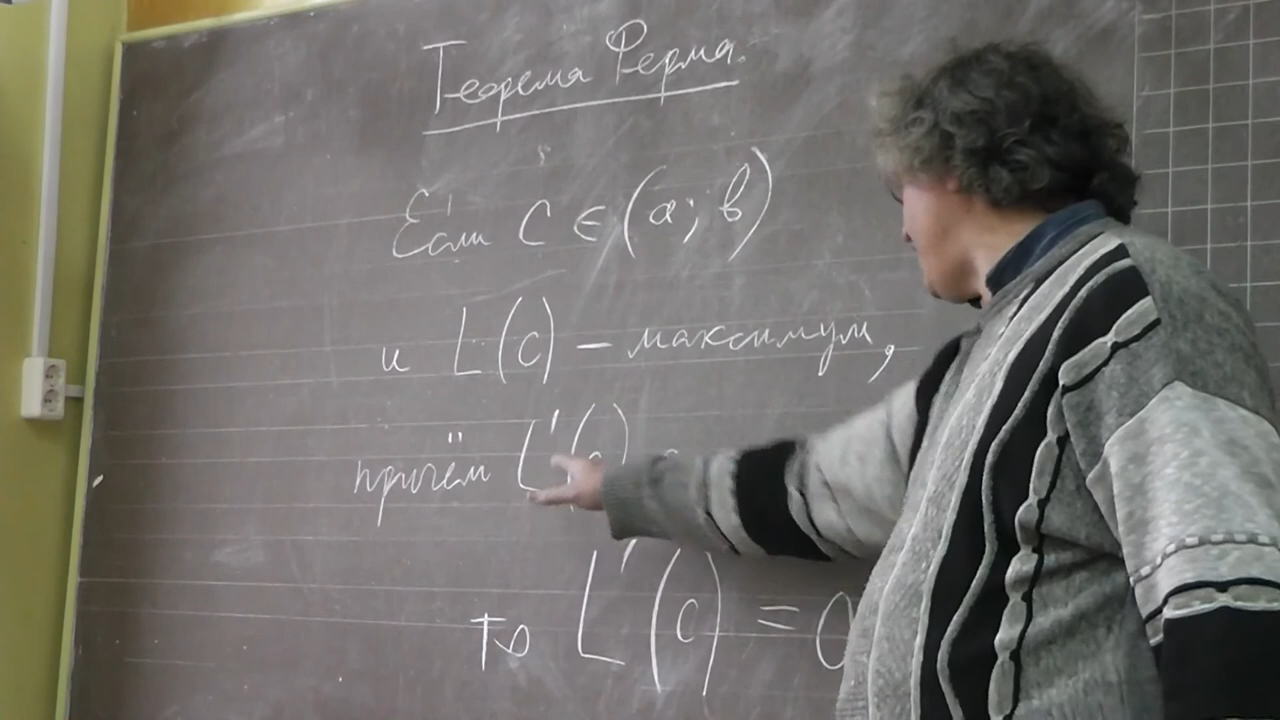 Теорема Ферма.
Если C ∈ (a; в)
и L(c) – максимум,
причём L'(c)
то L'(c) = 0